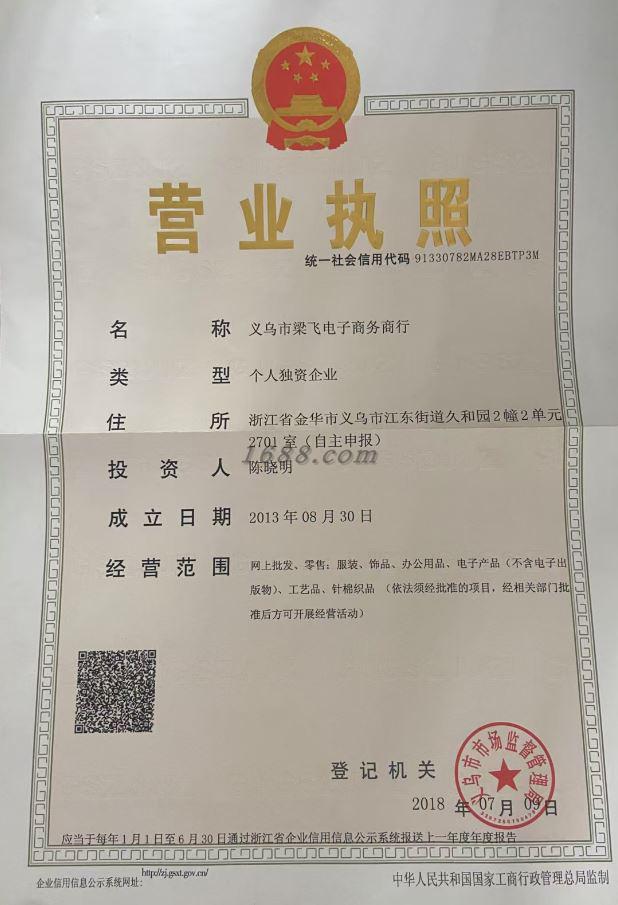 营业执照
统一社会信用代码 91330782MA28EBTP3M
名称 义乌市梁飞电子商务商行
类型 个人独资企业
住所 浙江省金华市义乌市江东街道久和园2幢2单元
2701室（自主申报）
1688.com
投资人 陈晓明
成立日期 2013年08月30日
经营范围 网上批发、零售：服装、饰品、办公用品、电子产品（不含电子出
版物）、工艺品、针棉织品 （依法须经批准的项目，经相关部门批
准后方可开展经营活动）
登记机关
义乌市市场监督管理局
2018 年 07 月 09 日
应当于每年1月1日至6月30日通过浙江省企业信用信息公示系统报送上一年度年度报告
企业信用信息公示系统网址： http://zj.gsxt.gov.cn/
中华人民共和国国家工商行政管理总局监制